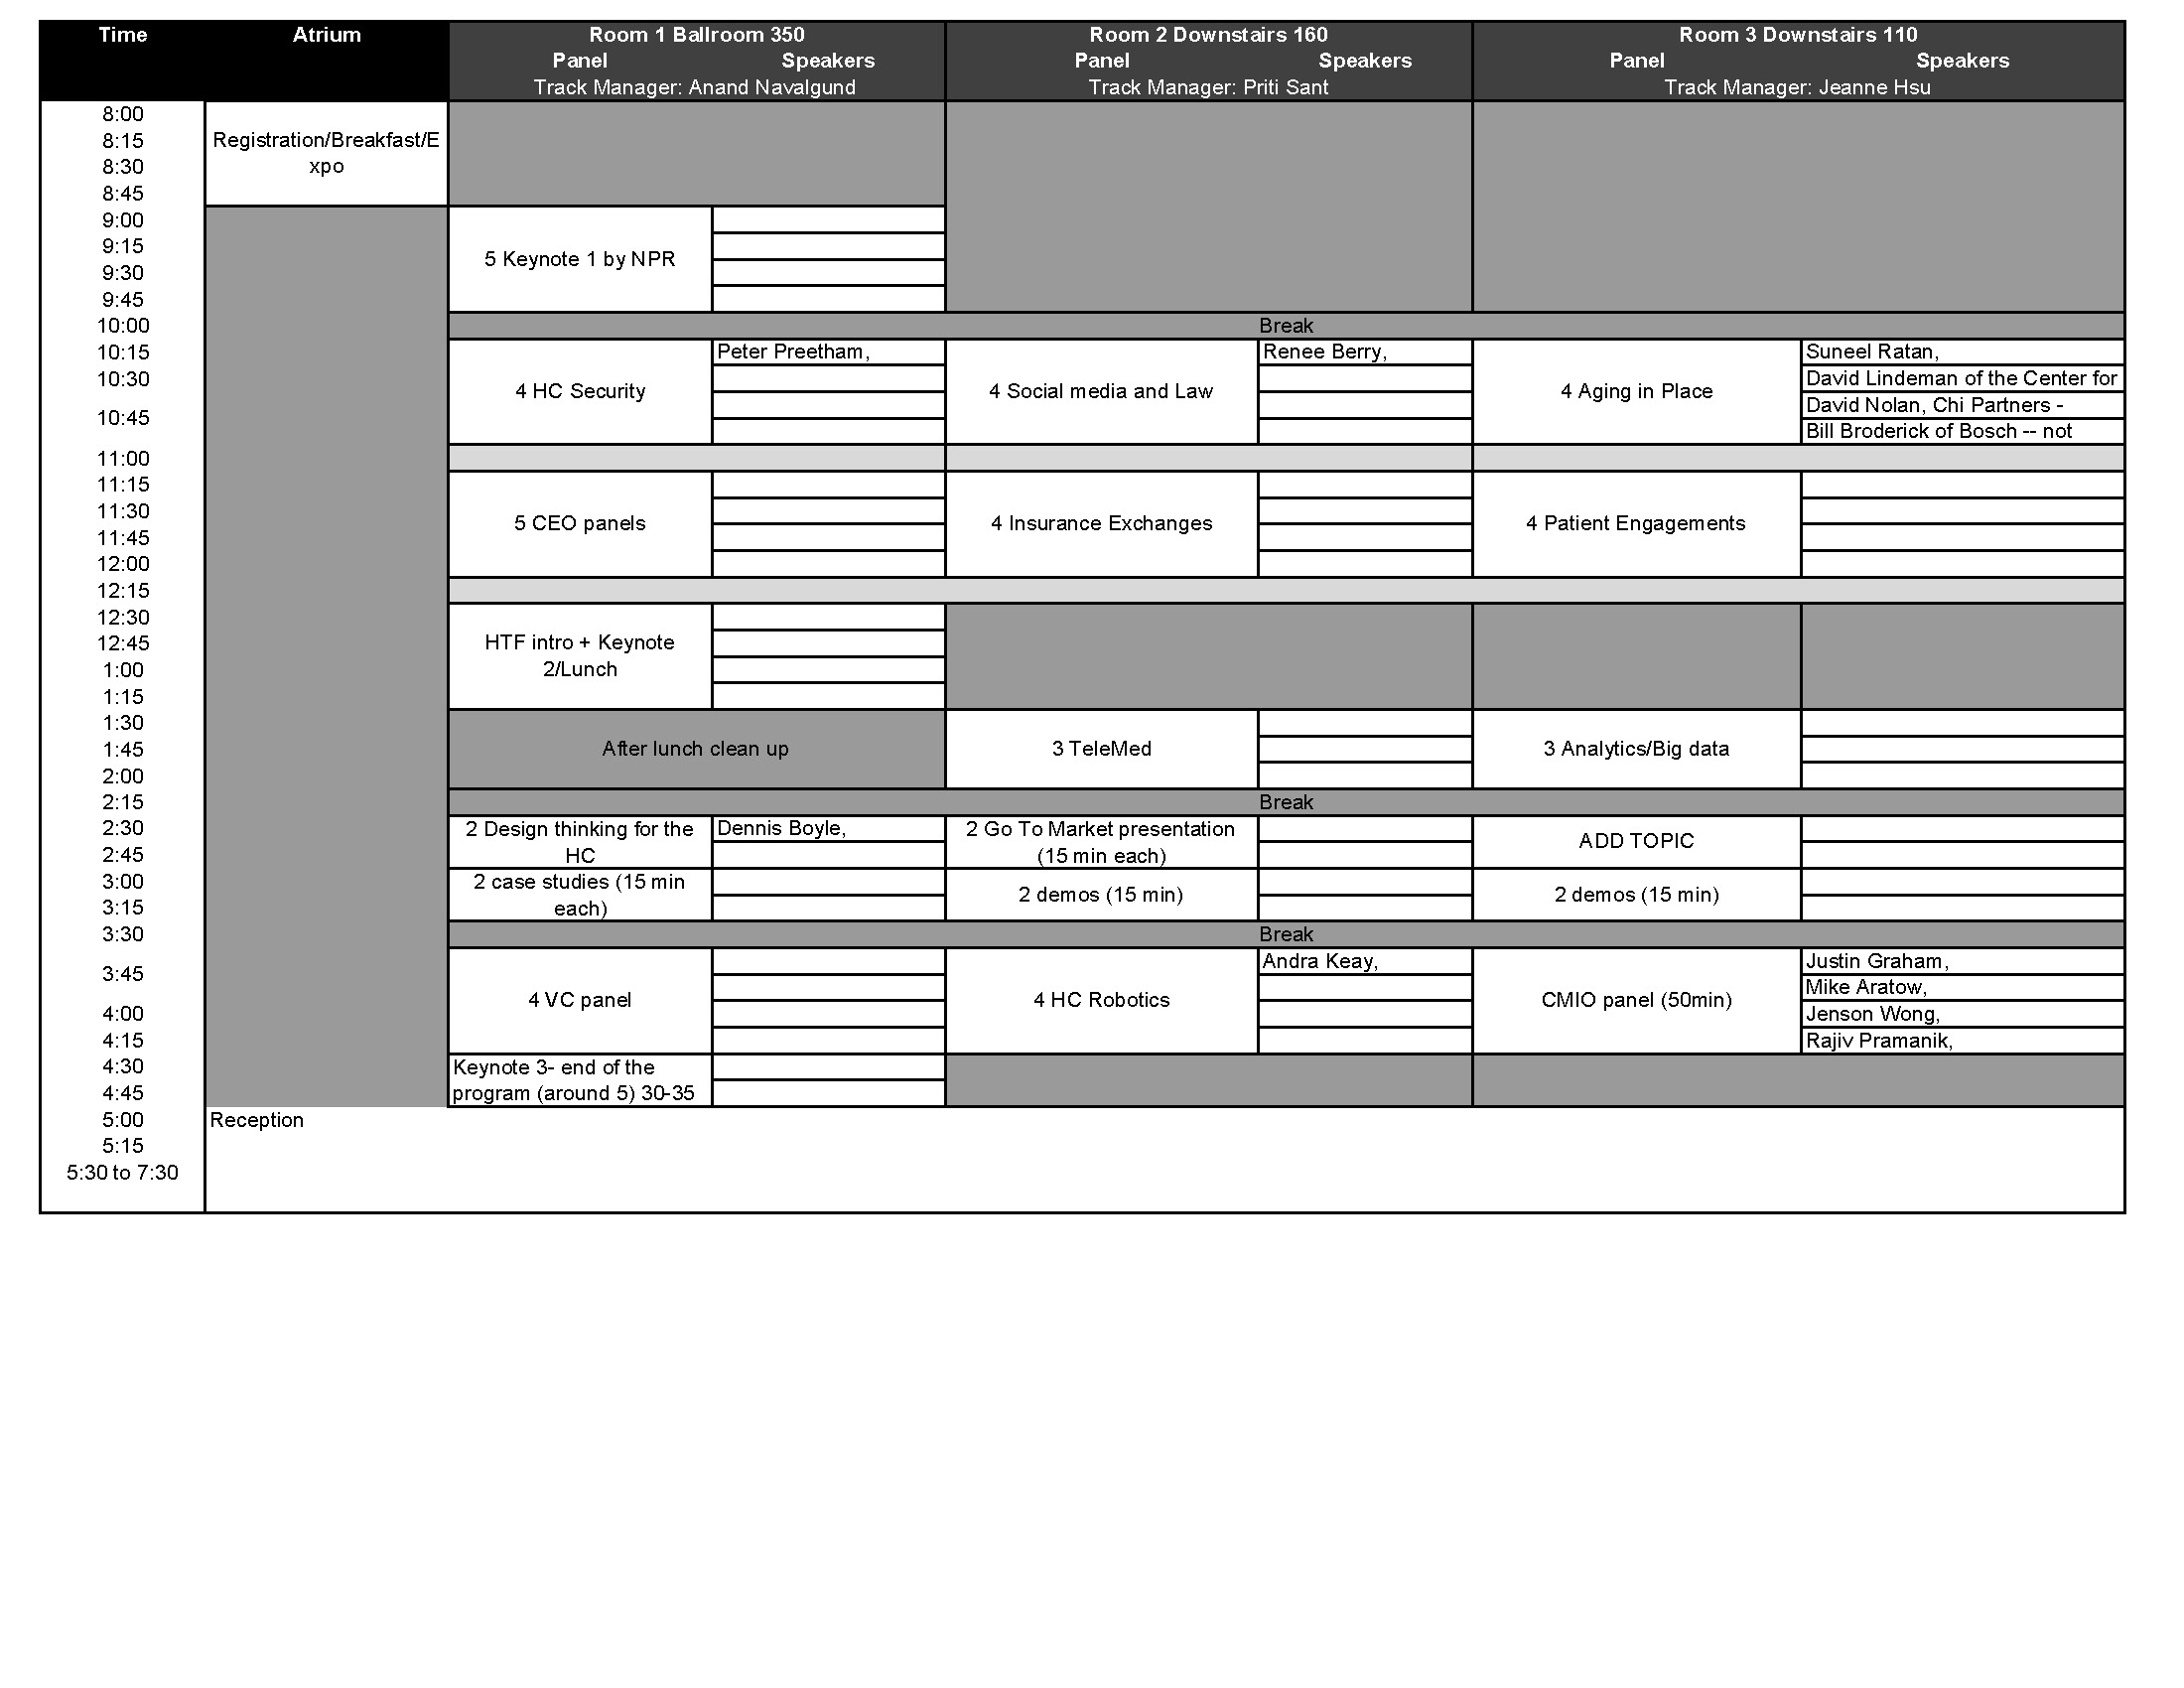 Time Atrium Room 1 Ballroom 350 Room 2 Downstairs 160 Room 3 Downstairs 110
Panel Speakers Panel Speakers Panel Speakers
Track Manager: Anand Navalgund Track Manager: Priti Sant Track Manager: Jeanne Hsu
8:00
8:15 Registration/Breakfast/E
8:30 xpo
8:45
9:00
9:15
5 Keynote 1 by NPR
9:30
9:45
10:00 Break
10:15 Peter Preetham, Renee Berry, Suneel Ratan,
10:30 David Lindeman of the Center for
4 HC Security 4 Social media and Law 4 Aging in Place
10:45 David Nolan, Chi Partners -
Bill Broderick of Bosch -- not
11:00
11:15
11:30
5 CEO panels 4 Insurance Exchanges 4 Patient Engagements
11:45
12:00
12:15
12:30
12:45 HTF intro + Keynote
1:00 2/Lunch
1:15
1:30
1:45 After lunch clean up 3 TeleMed 3 Analytics/Big data
2:00
2:15 Break
2:30 2 Design thinking for the Dennis Boyle, 2 Go To Market presentation
ADD TOPIC
2:45 HC (15 min each)
3:00 2 case studies (15 min
2 demos (15 min) 2 demos (15 min)
3:15 each)
3:30 Break
Andra Keay, Justin Graham,
3:45 Mike Aratow,
4 VC panel 4 HC Robotics CMIO panel (50min)
4:00 Jenson Wong,
4:15 Rajiv Pramanik,
4:30 Keynote 3- end of the
4:45 program (around 5) 30-35
5:00 Reception
5:15
5:30 to 7:30